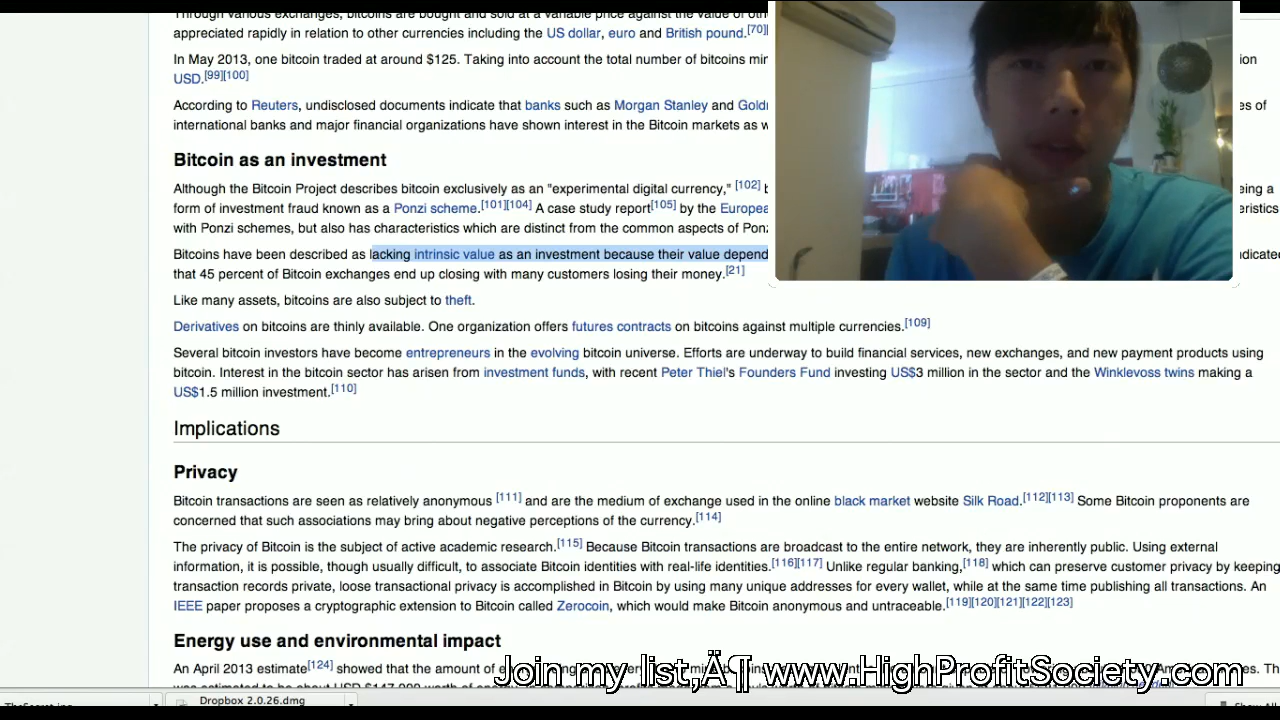 Through various exchanges, bitcoins are bought and sold at a variable price against the value of
appreciated rapidly in relation to other currencies including the US dollar, euro and British pound.[70]
In May 2013, one bitcoin traded at around $125. Taking into account the total number of bitcoins
USD.[99][100]
According to Reuters, undisclosed documents indicate that banks such as Morgan Stanley and
es of
international banks and major financial organizations have shown interest in the Bitcoin markets as
Bitcoin as an investment
Although the Bitcoin Project describes bitcoin exclusively as an "experimental digital currency," [102]
eing a
form of investment fraud known as a Ponzi scheme.[101][104] A case study report[105] by the
with Ponzi schemes, but also has characteristics which are distinct from the common aspects of
Bitcoins have been described as lacking intrinsic value as an investment because their value depend
that 45 percent of Bitcoin exchanges end up closing with many customers losing their money.[21]
Like many assets, bitcoins are also subject to theft.
Derivatives on bitcoins are thinly available. One organization offers futures contracts on bitcoins against multiple currencies.[109]
Several bitcoin investors have become entrepreneurs in the evolving bitcoin universe. Efforts are underway to build financial services, new exchanges, and new payment products using
bitcoin. Interest in the bitcoin sector has arisen from investment funds, with recent Peter Thiel's Founders Fund investing US$3 million in the sector and the Winklevoss twins making a
US$1.5 million investment.[110]
Implications
Privacy
Bitcoin transactions are seen as relatively anonymous [111] and are the medium of exchange used in the online black market website Silk Road.[112][113] Some Bitcoin proponents are
concerned that such associations may bring about negative perceptions of the currency.[114]
The privacy of Bitcoin is the subject of active academic research.[115] Because Bitcoin transactions are broadcast to the entire network, they are inherently public. Using external
information, it is possible, though usually difficult, to associate Bitcoin identities with real-life identities.[116][117] Unlike regular banking,[118] which can preserve customer privacy by keeping
transaction records private, loose transactional privacy is accomplished in Bitcoin by using many unique addresses for every wallet, while at the same time publishing all transactions. An
IEEE paper proposes a cryptographic extension to Bitcoin called Zerocoin, which would make Bitcoin anonymous and untraceable.[119][120][121][122][123]
Energy use and environmental impact
An April 2013 estimate[124] showed that the amount of
Join my list‚Ä¶ www.HighProfitSociety.com
Dropbox 2.0.26.dmg